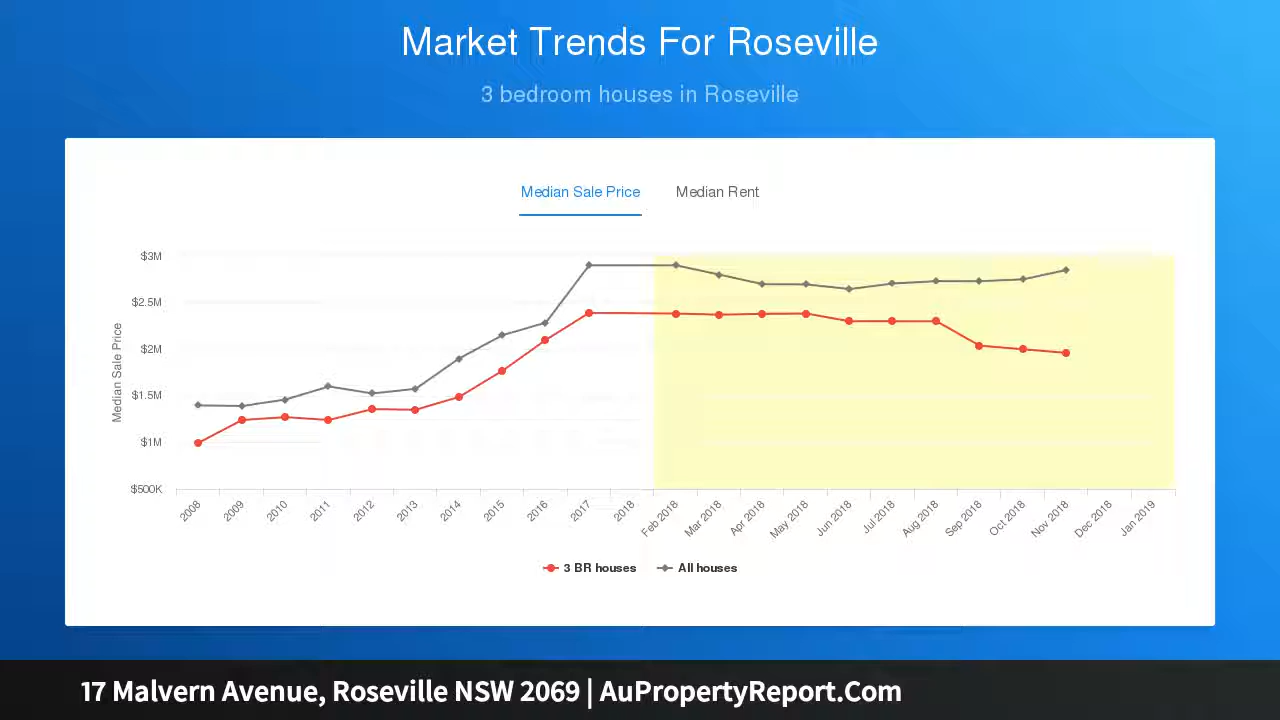 Market Trends For Roseville
3 bedroom houses in Roseville
Median Sale Price Median Rent
$3M
$2.5M
$2M
$1.5M
$1M
$500K
Median Sale Price
2008 2009 2010 2011 2012 2013 2014 2015 2016 2017 2018 Feb 2018 Mar 2018 Apr 2018 May 2018 Jun 2018 Jul 2018 Aug 2018 Sep 2018 Oct 2018 Nov 2018 Dec 2018 Jan 2019
3 BR houses All houses
17 Malvern Avenue, Roseville NSW 2069 | AuPropertyReport.Com